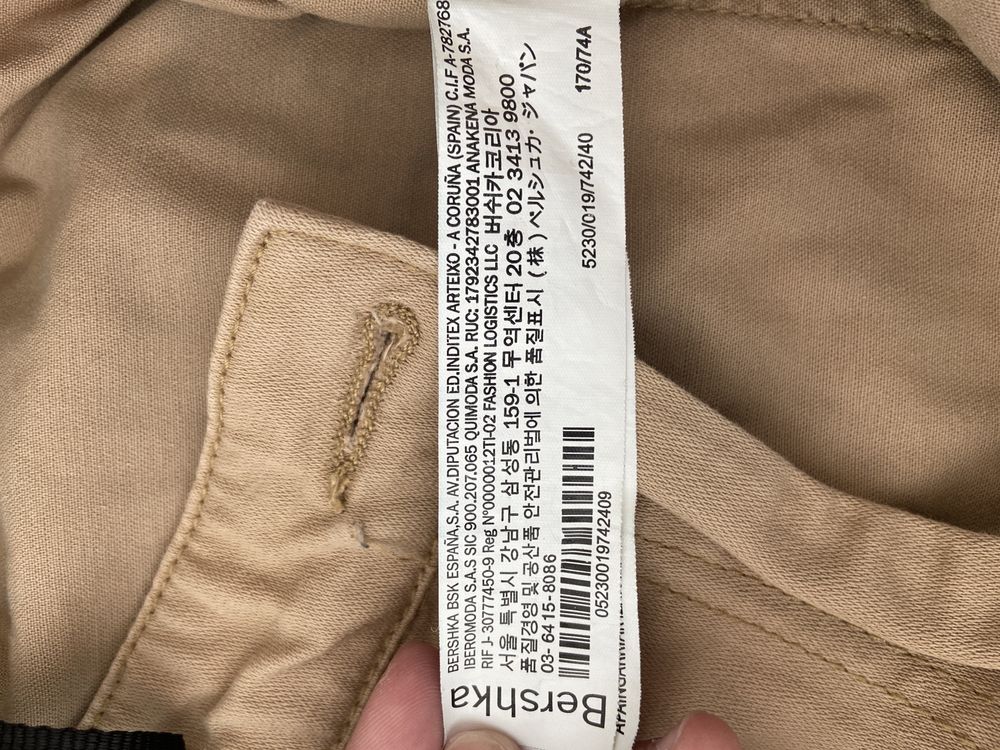 Bershka
BERSHKA BSK ESPAÑA,S.A. AV.DIPUTACION ED.INDITEX ARTEIXO - A CORUÑA (SPAIN) C.I.F A-782768
IBEROMODA S.A.S SIC 900.207.065 QUIMODA S.A. RUC: 1792342783001 ANAKENA MODA S.A.
RIF J- 30777450-9 Reg Nº0000012TI-02 FASHION LOGISTICS LLC 버쉬카코리아
서울 특별시 강남구 삼성동 159-1 무역센터 20층 02 3413 9800
품질경영 및 공산품 안전관리법에 의한 품질표시 (株) ベルシュカ・ジャパン
03- 6415-8086
5230/019/742/40 170/74A
05230019742409